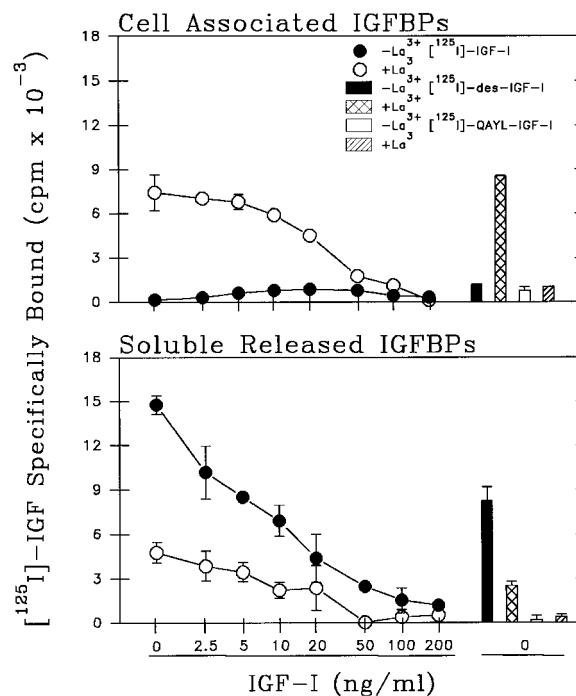 Cell Associated IGFBPs
[¹²⁵I]-IGF Specifically Bound (cpm x 10⁻³)
18
15
12
9
6
3
0
−La³⁺ [¹²⁵I]-IGF-I
+La³
−La³⁺ [¹²⁵I]-des-IGF-I
+La³⁺
−La³⁺ [¹²⁵I]-QAYL-IGF-I
+La³
Soluble Released IGFBPs
18
15
12
9
6
3
0
0 2.5 5 10 20 50 100 200 0
IGF-I (ng/ml)